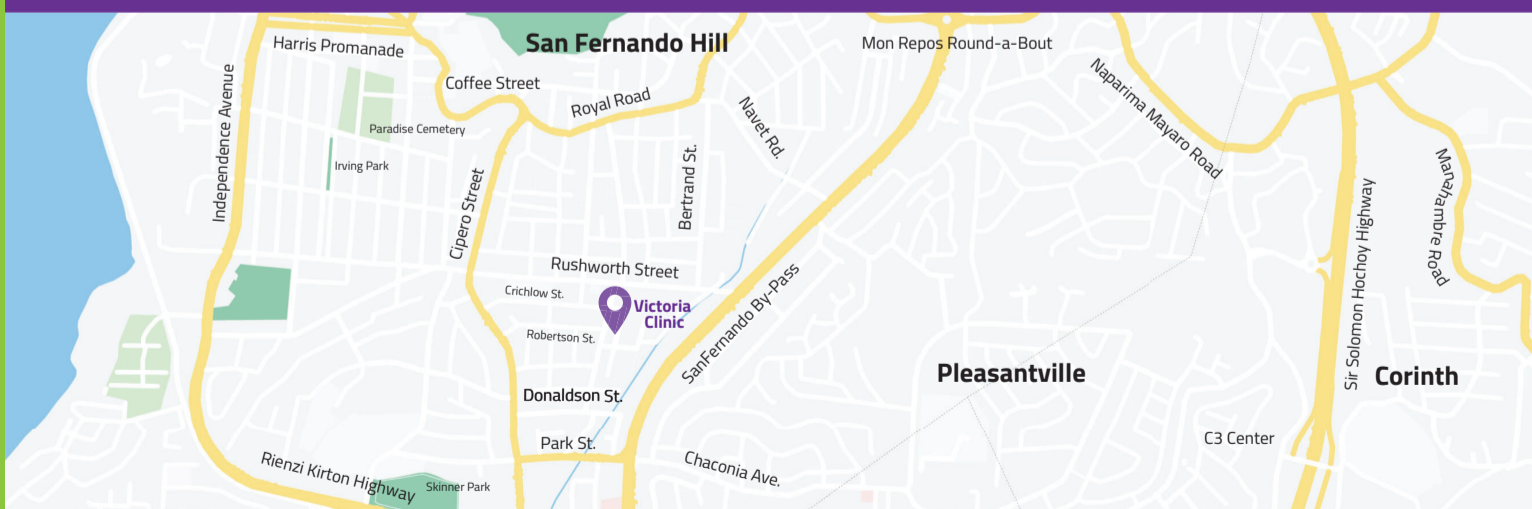 San Fernando Hill
Harris Promanade
Mon Repos Round-a-Bout
Coffee Street
Royal Road
Independence Avenue
Paradise Cemetery
Irving Park
Navet Rd.
Naparima Mayaro Road
Bertrand St.
Cipero Street
Manahambre Road
Rushworth Street
Crichlow St.
Victoria
Clinic
Robertson St.
SanFernando By-Pass
Sir Solomon Hochoy Highway
Pleasantville
Corinth
Donaldson St.
Park St.
C3 Center
Chaconia Ave.
Rienzi Kirton Highway
Skinner Park